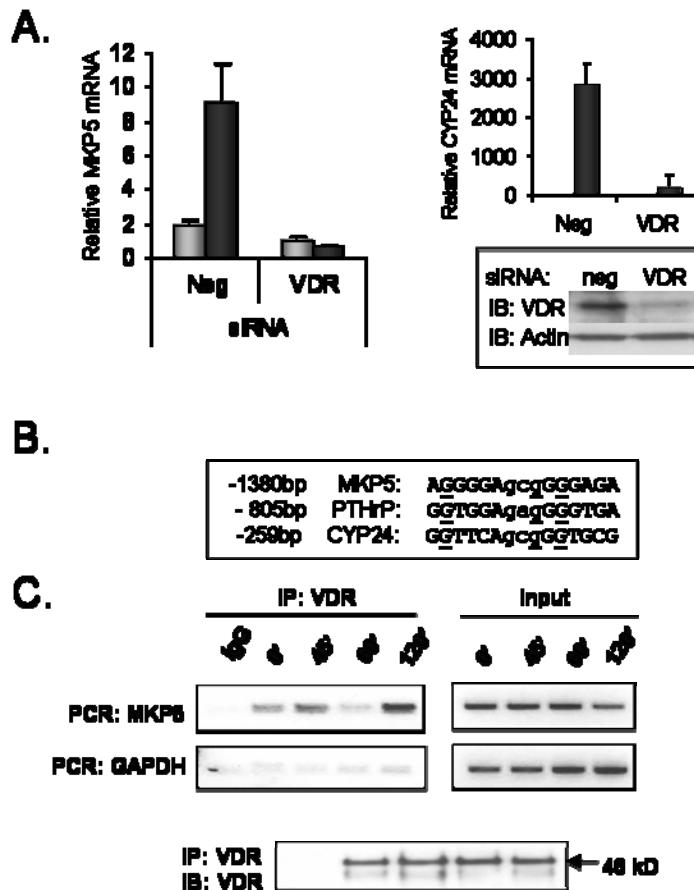 A.
Relative MKP5 mRNA
12
10
8
6
4
2
0
Neg VDR
siRNA
Relative CYP24 mRNA
4000
3000
2000
1000
0
Neg VDR
siRNA: neg VDR
IB: VDR
IB: Actin
B.
-1380bp MKP5: AGGGGAgcgGGGAGA
- 805bp PTHrP: GGTGGAgagGGGTGA
-259bp CYP24: GGTTCAgcgGGTGCG
C.
IP: VDR Input
PCR: MKP5
PCR: GAPDH
IP: VDR
IB: VDR
48 kD